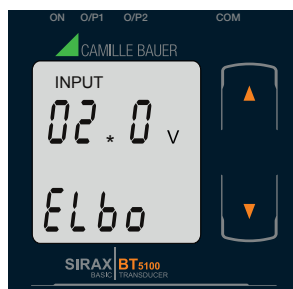 ON O/P1 O/P2 COM
CAMILLE BAUER
INPUT
02.0 V
ELbo
SIRAX BT5100
BASIC TRANSDUCER